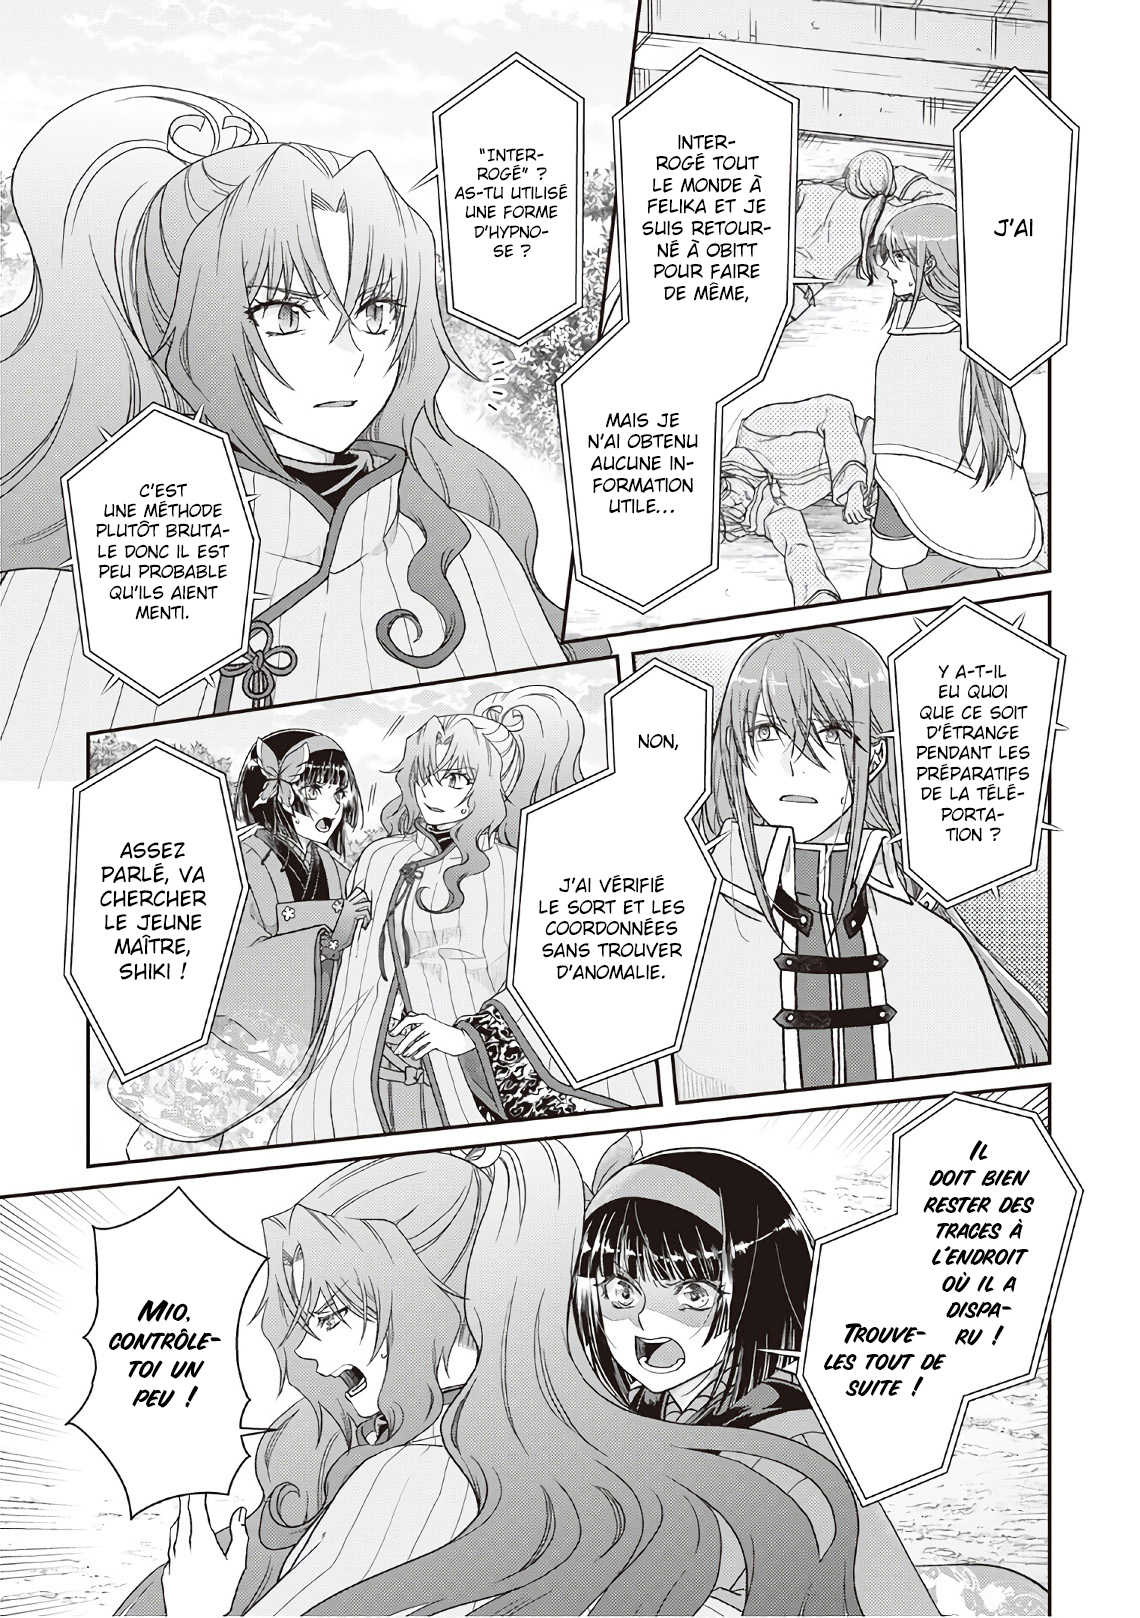 J'AI
INTER-
ROGÉ TOUT
LE MONDE À
FELIKA ET JE
SUIS RETOUR-
NÉ À OBITT
POUR FAIRE
DE MÊME,
MAIS JE
N'AI OBTENU
AUCUNE IN-
FORMATION
UTILE...
"INTER-
ROGÉ" ?
AS-TU UTILISÉ
UNE FORME
D'HYPNO-
SE ?
C'EST
UNE MÉTHODE
PLUTÔT BRUTA-
LE DONC IL EST
PEU PROBABLE
QU'ILS AIENT
MENTI.
Y A-T-IL
EU QUOI
QUE CE SOIT
D'ÉTRANGE
PENDANT LES
PRÉPARATIFS
DE LA TÉLÉ-
PORTA-
TION ?
NON,
J'AI VÉRIFIÉ
LE SORT ET LES
COORDONNÉES
SANS TROUVER
D'ANOMALIE.
ASSEZ
PARLÉ, VA
CHERCHER
LE JEUNE
MAÎTRE,
SHIKI !
IL
DOIT BIEN
RESTER DES
TRACES À
L'ENDROIT
OÙ IL A
DISPA-
RU !
TROUVE-
LES TOUT DE
SUITE !
MIO,
CONTRÔLE-
TOI UN
PEU !